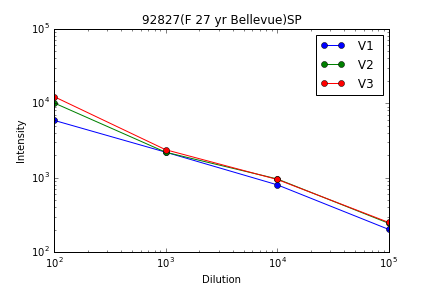 92827(F 27 yr Bellevue)SP
10^5
10^4
10^3
10^2
Intensity
V1
V2
V3
10^2 10^3 10^4 10^5
Dilution